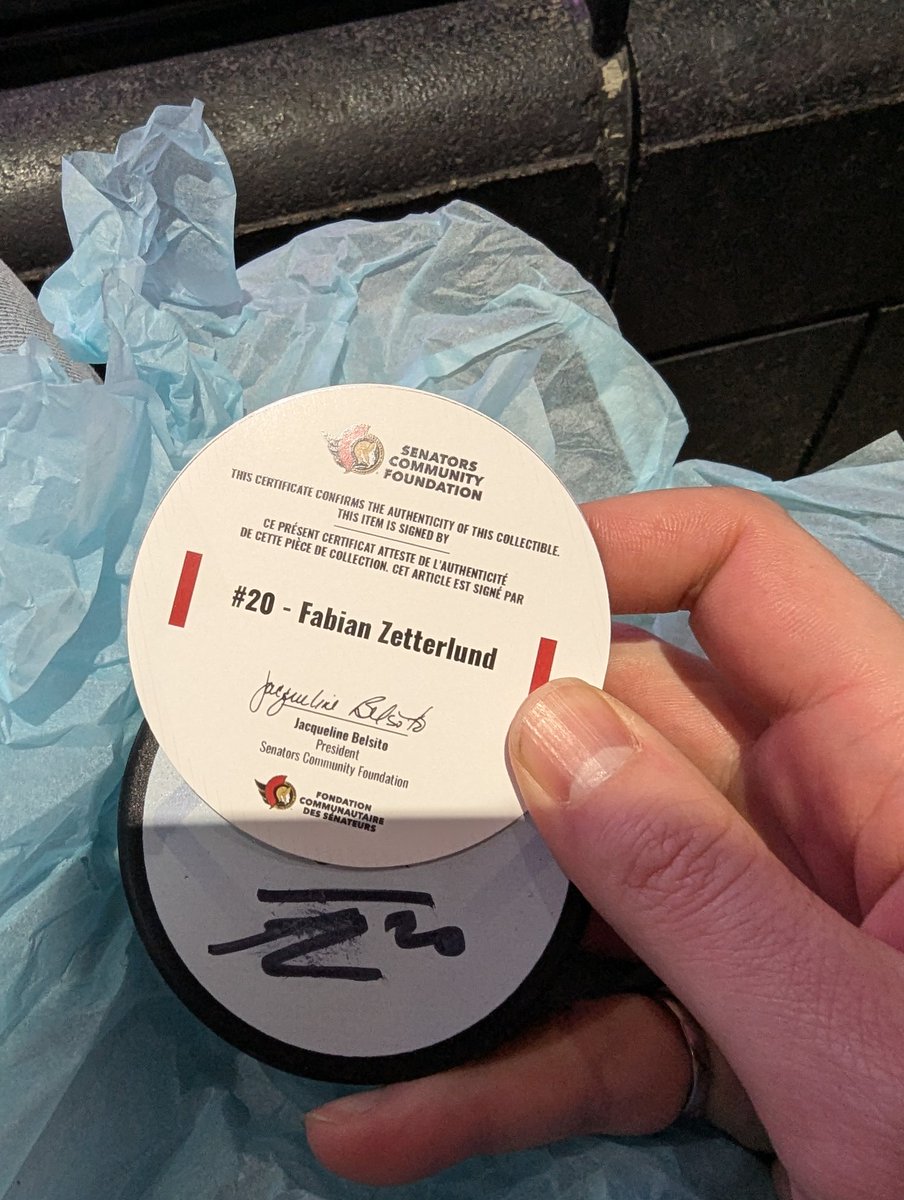 SENATORS
COMMUNITY
FOUNDATION
THIS CERTIFICATE CONFIRMS THE AUTHENTICITY OF THIS COLLECTIBLE.
THIS ITEM IS SIGNED BY
CE PRÉSENT CERTIFICAT ATTESTE DE L'AUTHENTICITÉ
DE CETTE PIÈCE DE COLLECTION. CET ARTICLE EST SIGNÉ PAR
#20 - Fabian Zetterlund
Jacqueline Belsito
Jacqueline Belsito
President
Senators Community Foundation
FONDATION
COMMUNAUTAIRE
DES SÉNATEURS
20